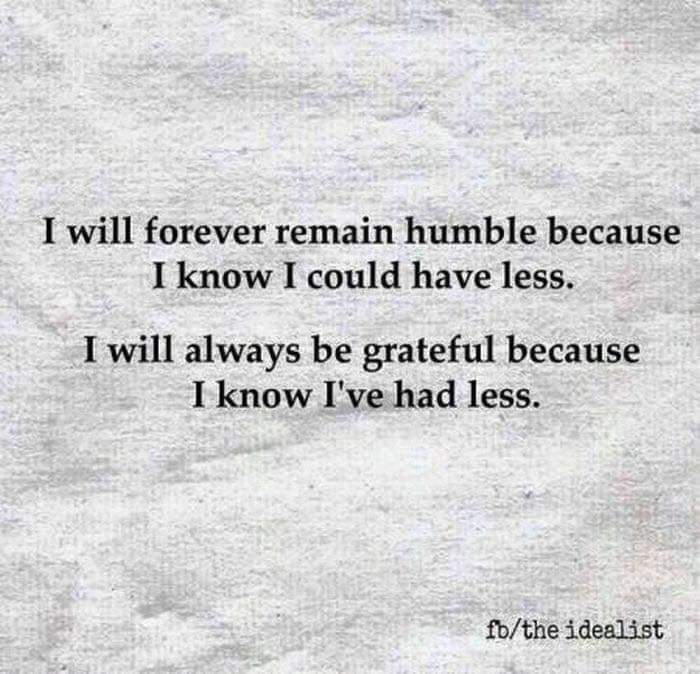 I will forever remain humble because
I know I could have less.
I will always be grateful because
I know I've had less.
fb/the idealist